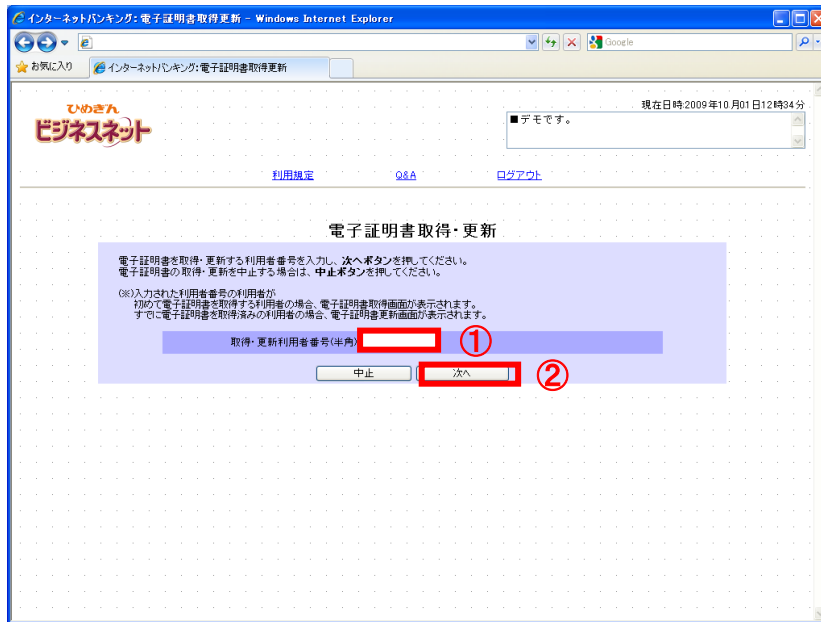 インターネットバンキング:電子証明書取得更新 - Windows Internet Explorer
Google
お気に入り
インターネットバンキング:電子証明書取得更新
ひめぎん
ビジネスネット
現在日時:2009年10月01日12時34分
■デモです。
利用規定 Q&A ログアウト
電子証明書取得・更新
電子証明書を取得・更新する利用者番号を入力し、次へボタンを押してください。
電子証明書の取得・更新を中止する場合は、中止ボタンを押してください。
(※)入力された利用者番号の利用者が
初めて電子証明書を取得する利用者の場合、電子証明書取得画面が表示されます。
すでに電子証明書を取得済みの利用者の場合、電子証明書更新画面が表示されます。
取得・更新利用者番号(半角) ①
中止 次へ ②